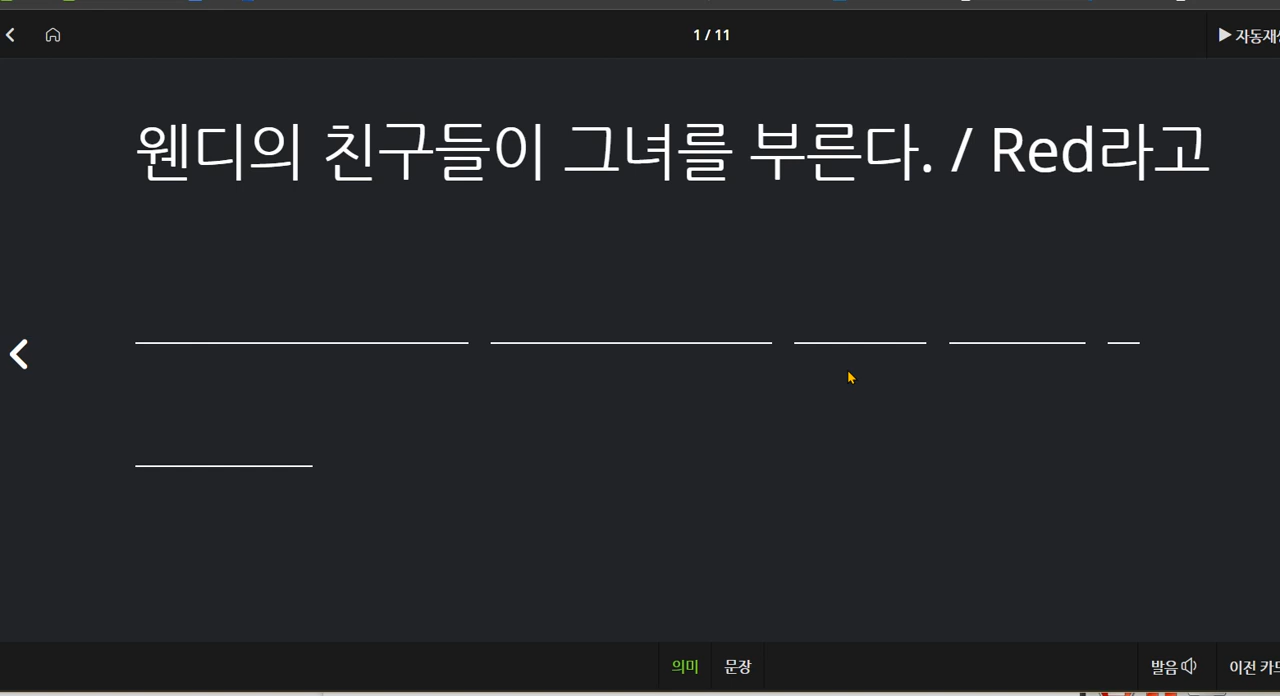 1 / 11
▶ 자동재
웬디의 친구들이 그녀를 부른다. / Red라고
의미 문장 발음 이전 카